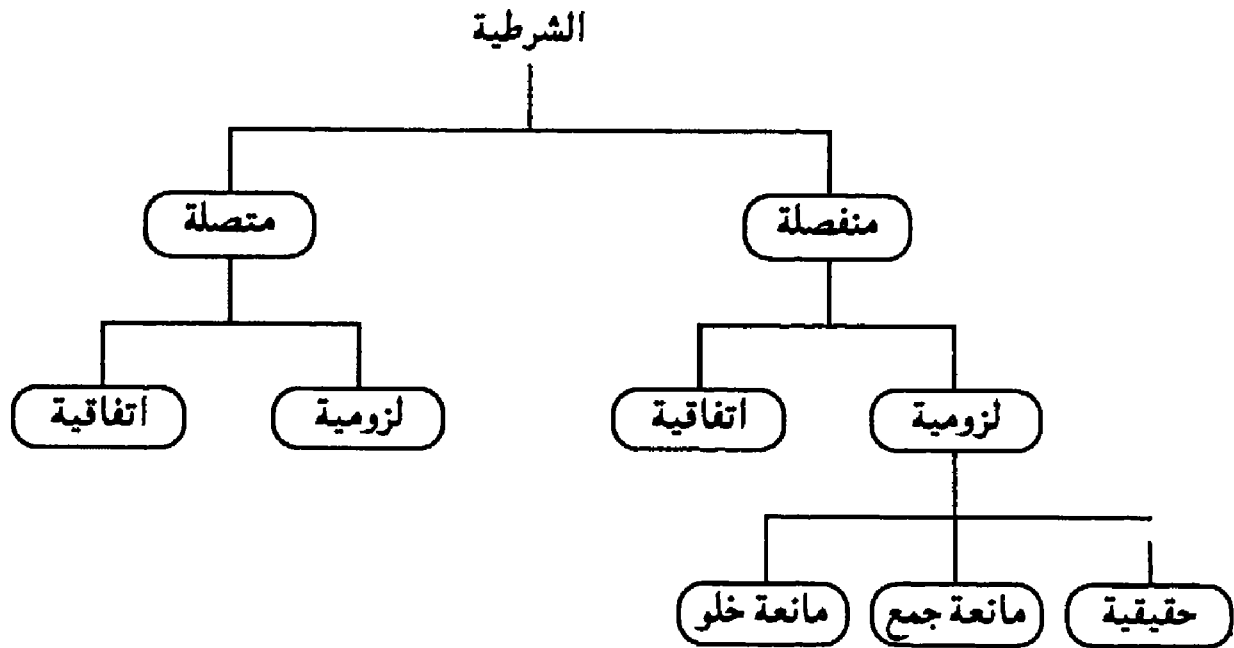 الشرطية
منفصلة
متصلة
لزومية
اتفاقية
لزومية
اتفاقية
حقيقية
مانعة جمع
مانعة خلو